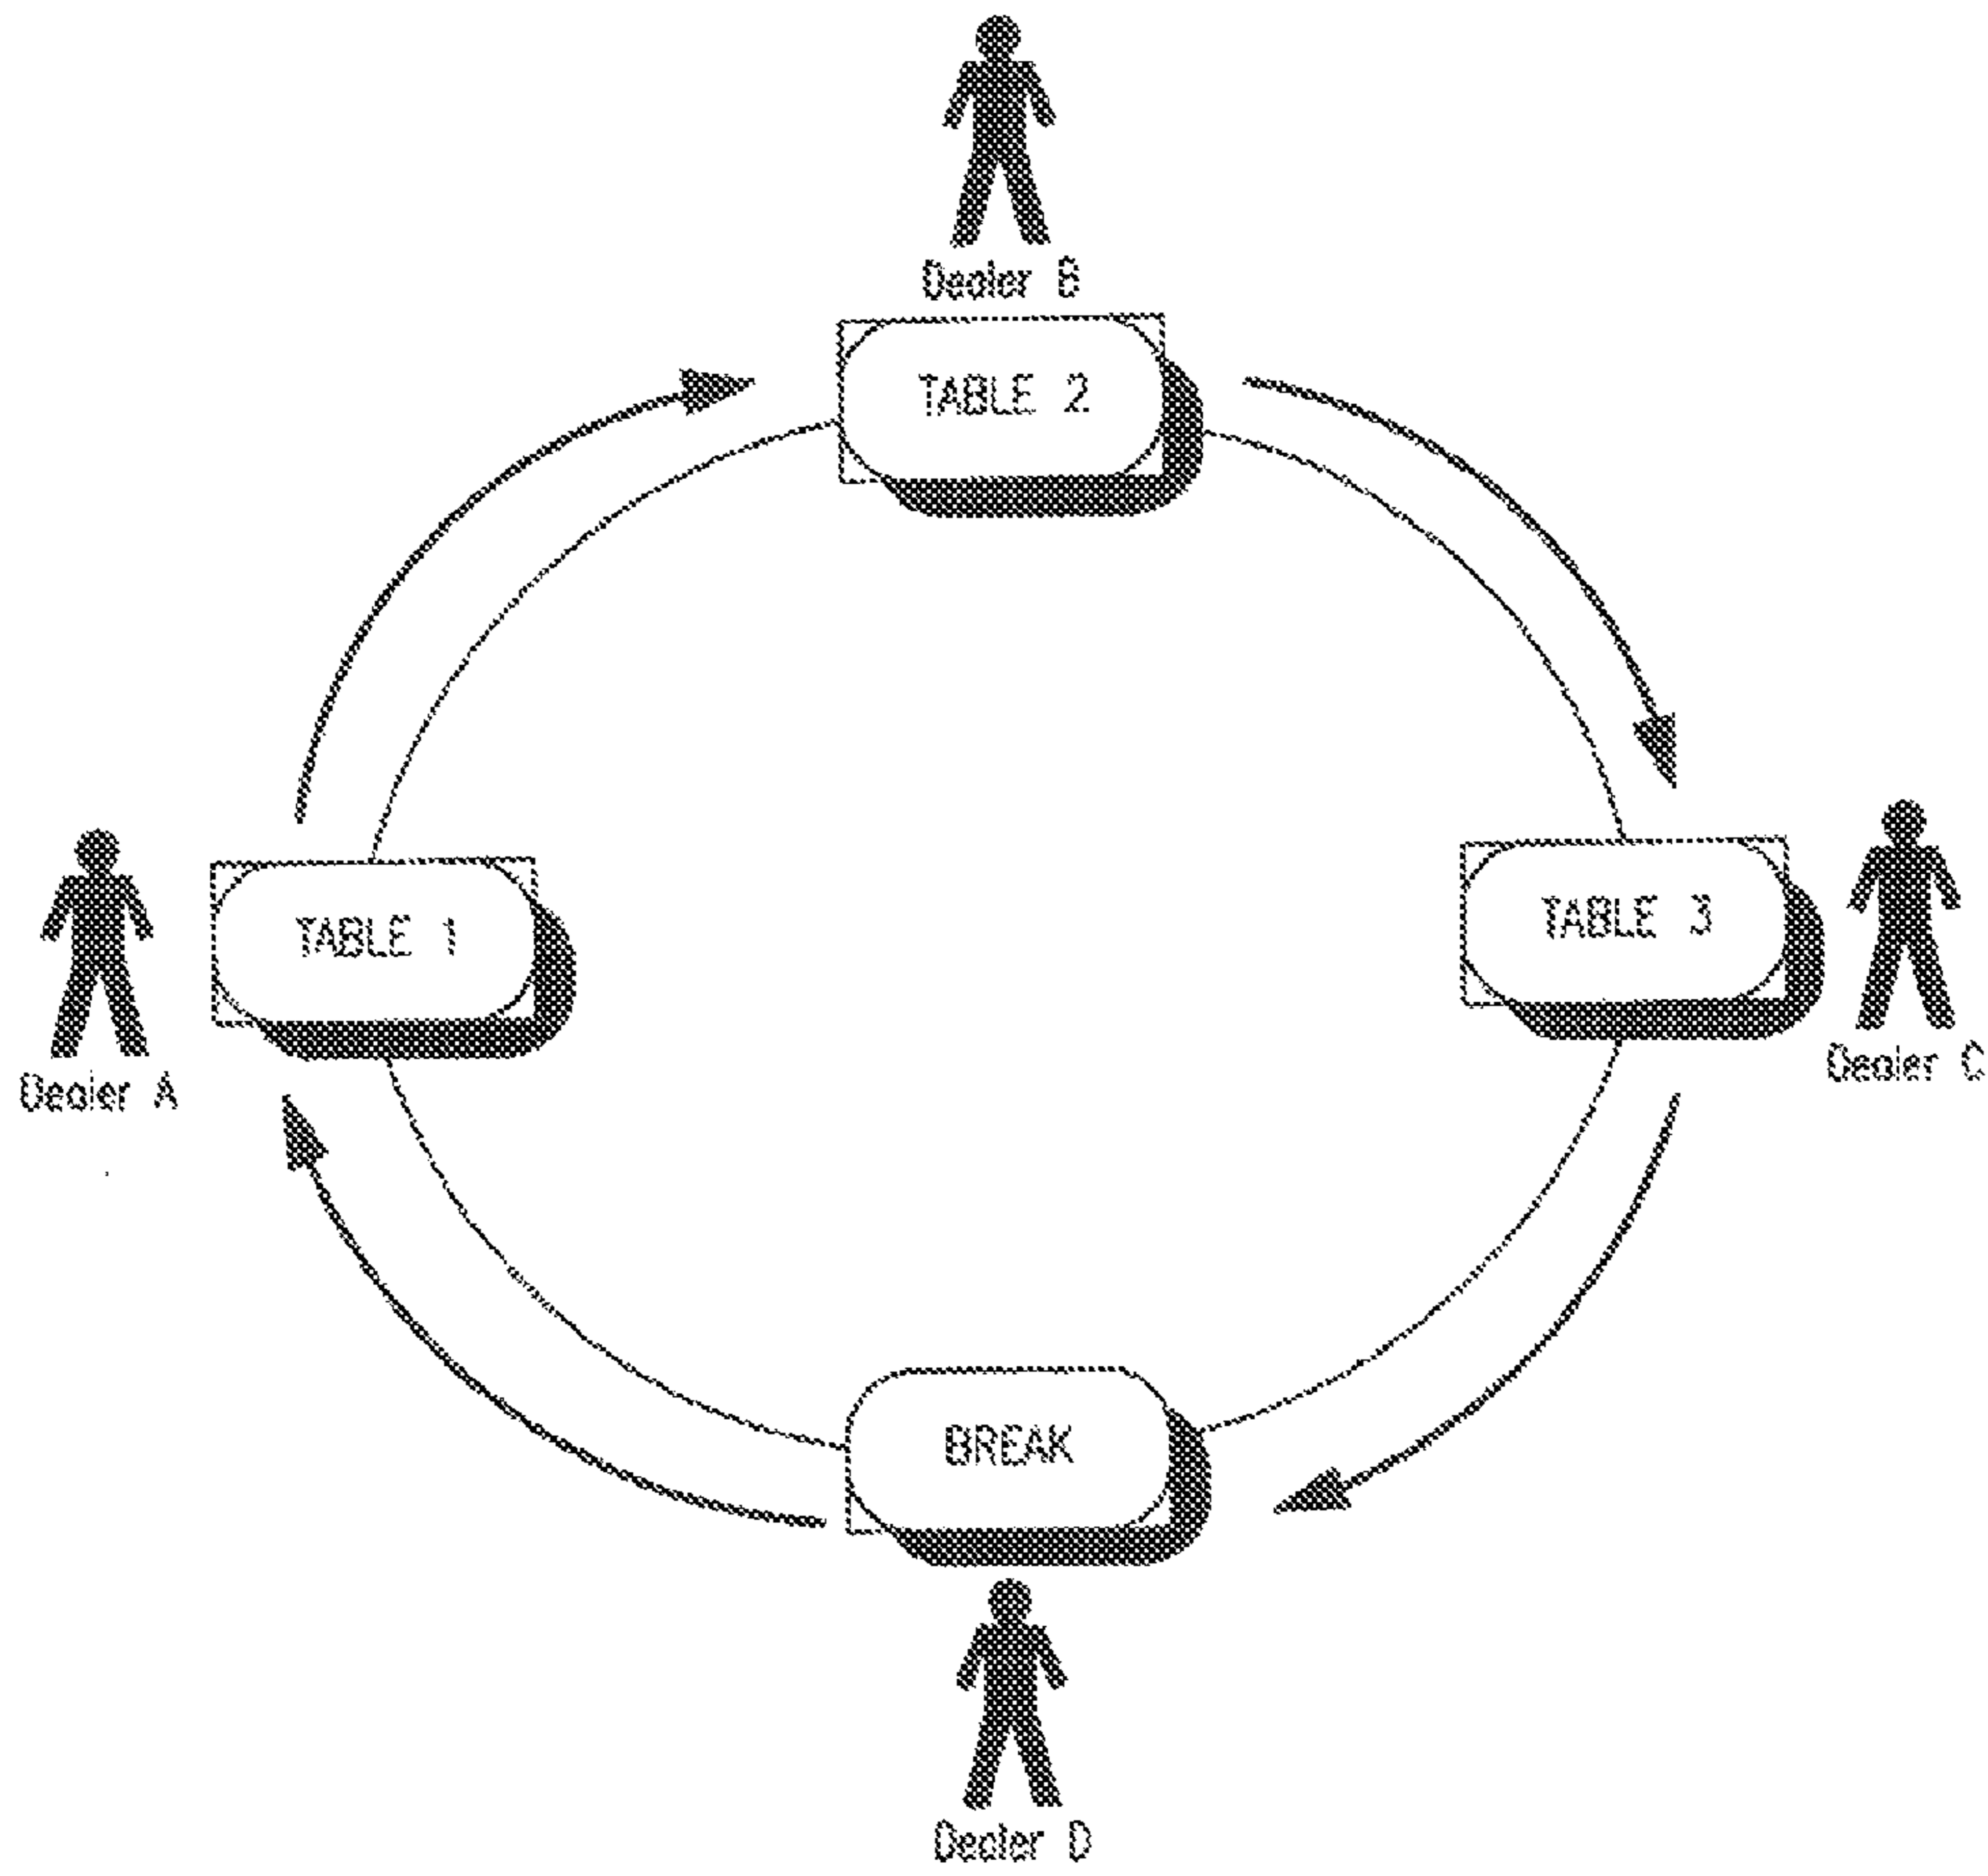 Dealer B
TABLE 2
TABLE 1
TABLE 3
Dealer A
Dealer C
BREAK
Dealer D